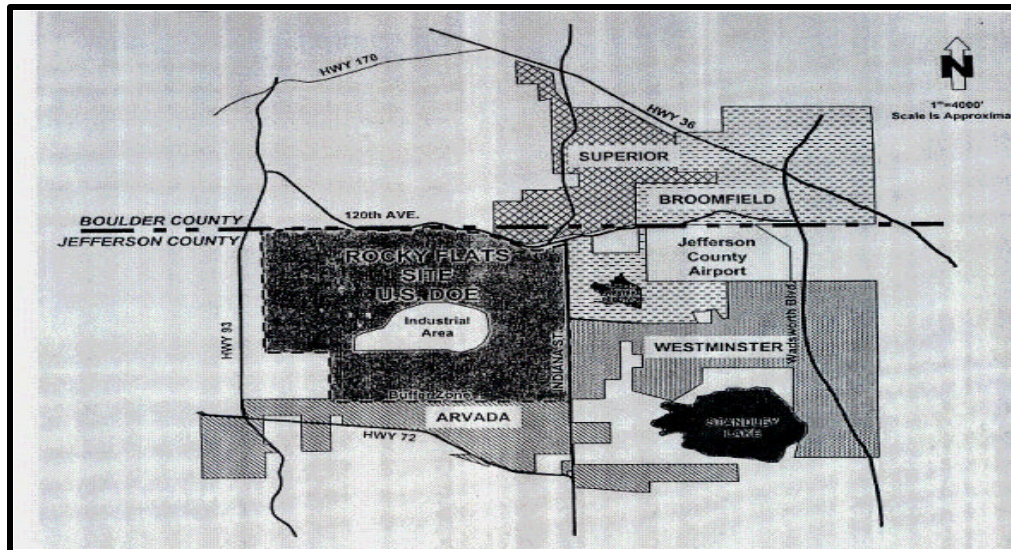 HWY 170
N
1"=4000'
Scale Is Approxima
HWY 36
SUPERIOR
BROOMFIELD
BOULDER COUNTY
120th AVE.
JEFFERSON COUNTY
ROCKY FLATS
SITE
U.S. DOE
Jefferson
County
Airport
Industrial
Area
HWY 93
INDIANA ST.
Wadsworth Blvd.
WESTMINSTER
Buffer Zone
ARVADA
HWY 72
STANDLEY
LAKE